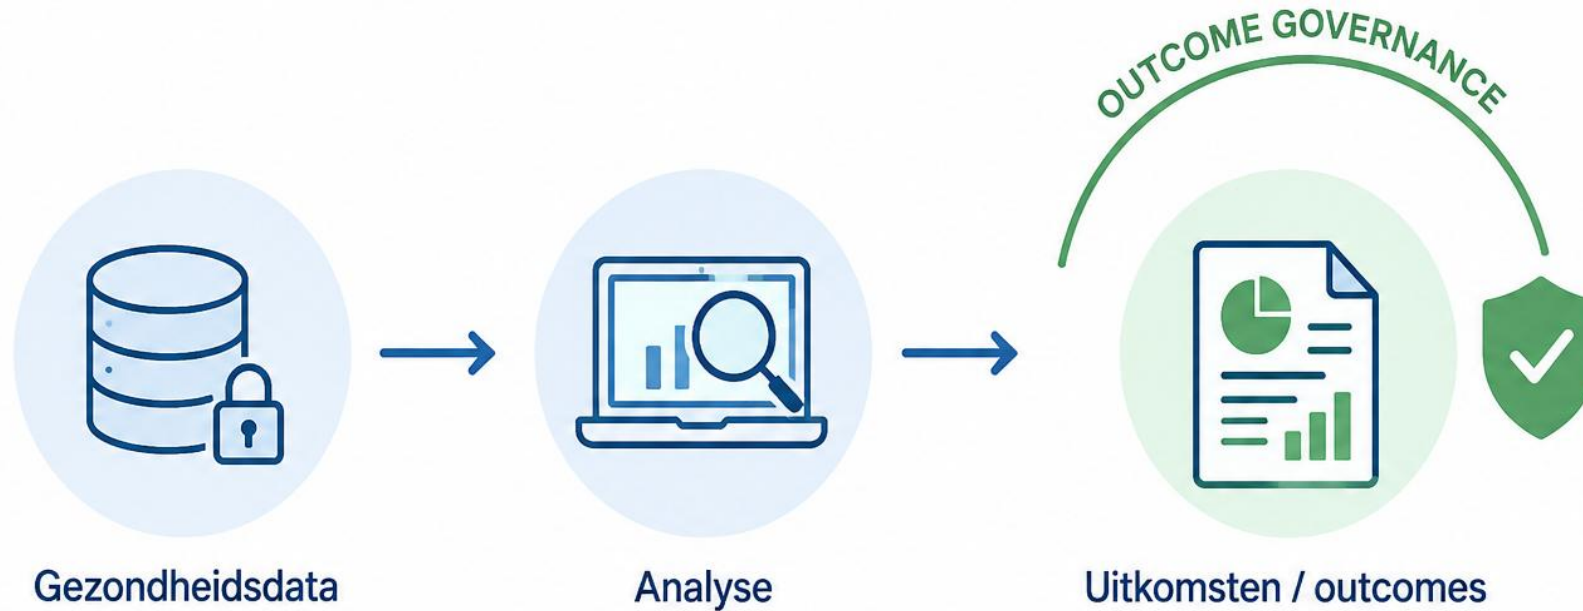 OUTCOME GOVERNANCE
Gezondheidsdata
Analyse
Uitkomsten / outcomes